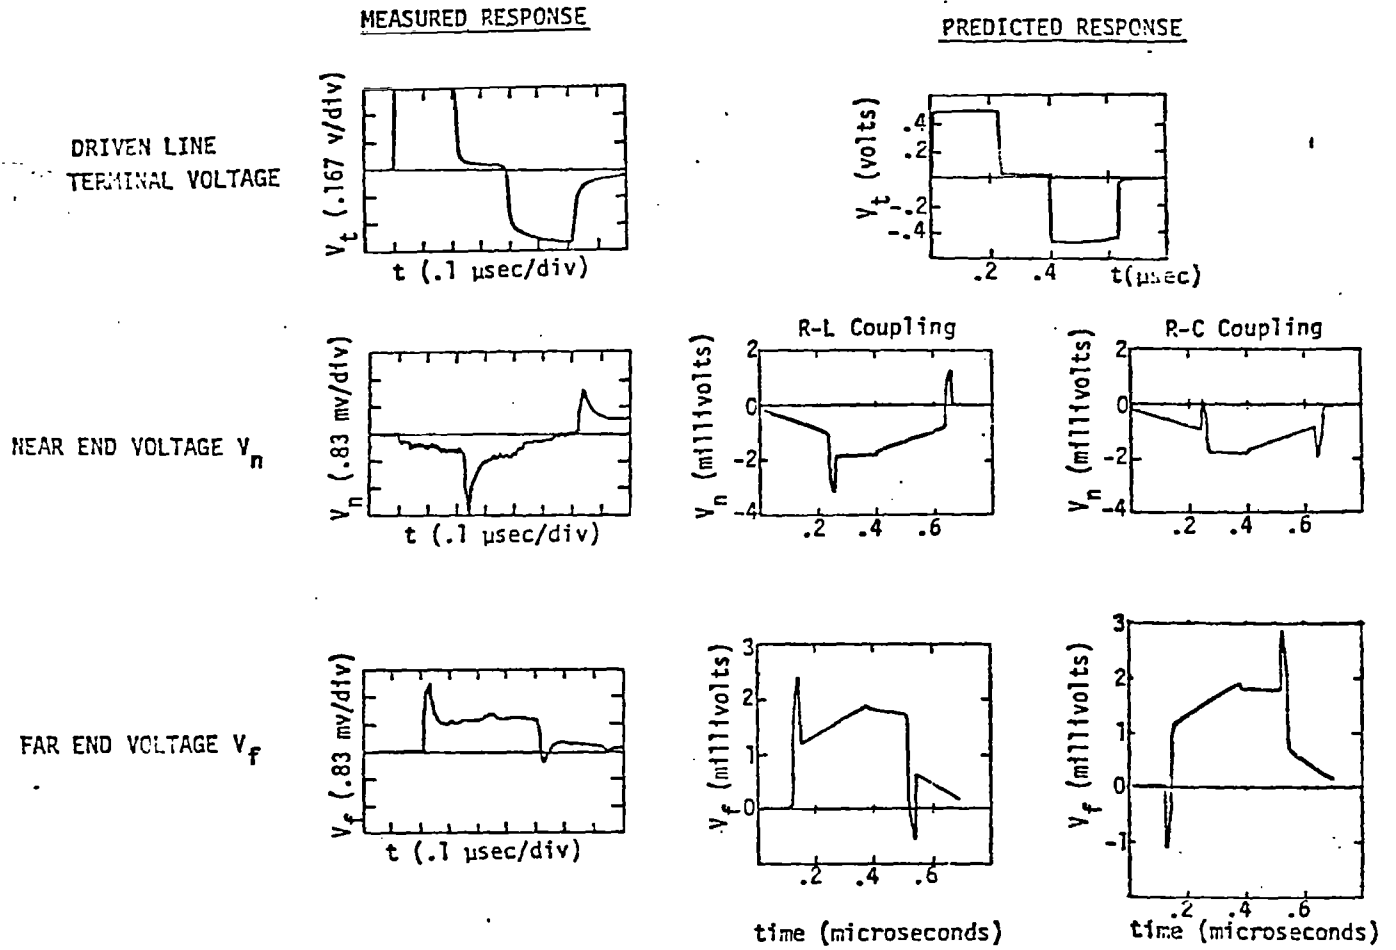 MEASURED RESPONSE
PREDICTED RESPONSE
DRIVEN LINE
TERMINAL VOLTAGE
V_t (.167 v/div)
t (.1 μsec/div)
V_t (volts)
.4
.2
-.2
-.4
.2
.4
t(μsec)
NEAR END VOLTAGE V_n
V_n (.83 mv/div)
t (.1 μsec/div)
R-L Coupling
V_n (millivolts)
2
0
-2
-4
.2
.4
.6
R-C Coupling
V_n (millivolts)
2
0
-2
-4
.2
.4
.6
FAR END VOLTAGE V_f
V_f (.83 mv/div)
t (.1 μsec/div)
V_f (millivolts)
3
2
1
0
.2
.4
.6
time (microseconds)
V_f (millivolts)
3
2
1
0
-1
.2
.4
.6
time (microseconds)